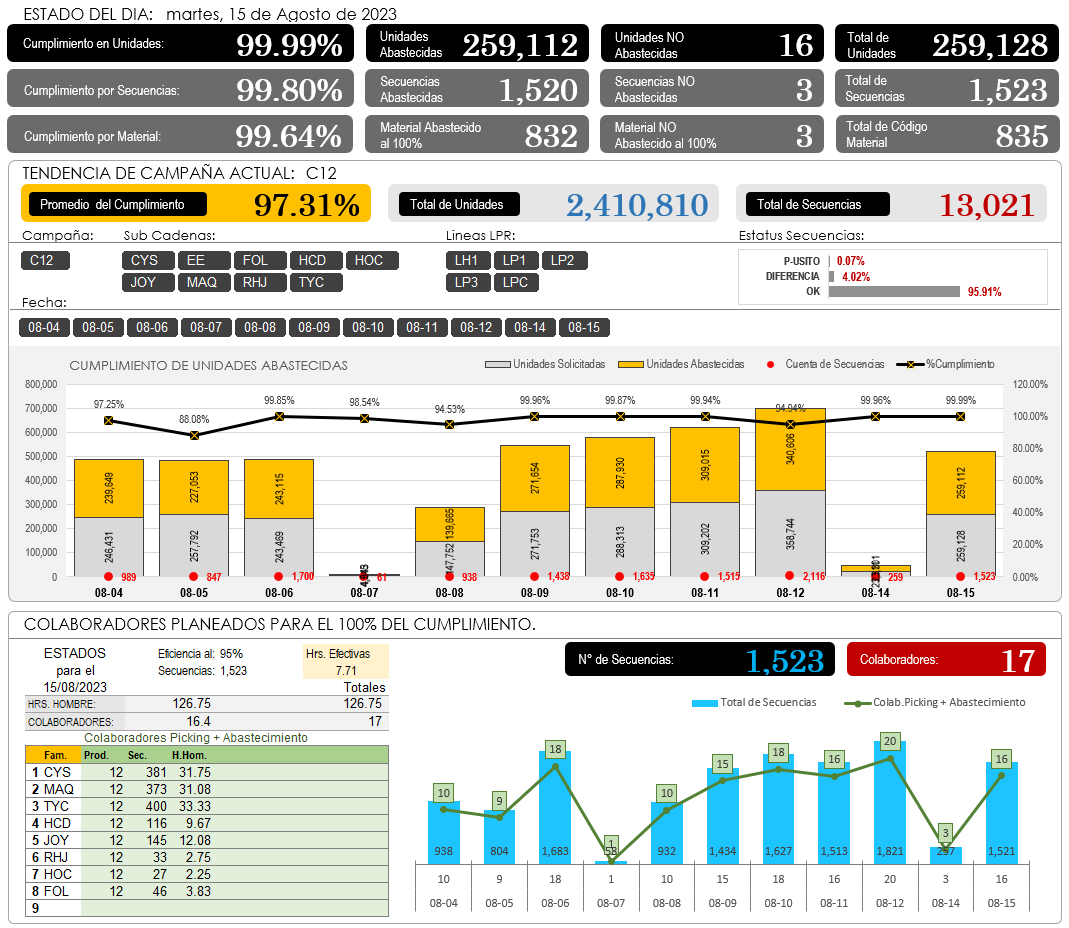 ESTADO DEL DIA: martes, 15 de Agosto de 2023
Cumplimiento en Unidades: 99.99%
Unidades Abastecidas 259,112
Unidades NO Abastecidas 16
Total de Unidades 259,128
Cumplimiento por Secuencias: 99.80%
Secuencias Abastecidas 1,520
Secuencias NO Abastecidas 3
Total de Secuencias 1,523
Cumplimiento por Material: 99.64%
Material Abastecido al 100% 832
Material NO Abastecido al 100% 3
Total de Código Material 835
TENDENCIA DE CAMPAÑA ACTUAL: C12
Promedio del Cumplimiento 97.31%
Total de Unidades 2,410,810
Total de Secuencias 13,021
Campaña: Sub Cadenas: Lineas LPR: Estatus Secuencias:
C12 CYS EE FOL HCD HOC LH1 LP1 LP2
JOY MAQ RHJ TYC LP3 LPC
P-USITO 0.07%
DIFERENCIA 4.02%
OK 95.91%
Fecha:
08-04 08-05 08-06 08-07 08-08 08-09 08-10 08-11 08-12 08-14 08-15
CUMPLIMIENTO DE UNIDADES ABASTECIDAS
Unidades Solicitadas Unidades Abastecidas Cuenta de Secuencias %Cumplimiento
800,000
700,000
600,000
500,000
400,000
300,000
200,000
100,000
0
120.00%
100.00%
80.00%
60.00%
40.00%
20.00%
0.00%
97.25% 88.08% 99.85% 98.54% 94.53% 99.96% 99.87% 99.94% 94.94% 99.96% 99.99%
239,649 227,053 243,115 139,665 271,654 287,930 309,015 340,606 259,112
246,431 257,792 243,469 147,752 271,753 288,313 309,202 358,744 259,128
989 847 1,700 61 938 1,438 1,635 1,515 2,116 259 1,523
08-04 08-05 08-06 08-07 08-08 08-09 08-10 08-11 08-12 08-14 08-15
COLABORADORES PLANEADOS PARA EL 100% DEL CUMPLIMIENTO.
ESTADOS
para el
15/08/2023
Eficiencia al: 95%
Secuencias: 1,523
Hrs. Efectivas
7.71
Totales
HRS. HOMBRE: 126.75 126.75
COLABORADORES: 16.4 17
Colaboradores Picking + Abastecimiento
Fam. Prod. Sec. H.Hom.
1 CYS 12 381 31.75
2 MAQ 12 373 31.08
3 TYC 12 400 33.33
4 HCD 12 116 9.67
5 JOY 12 145 12.08
6 RHJ 12 33 2.75
7 HOC 12 27 2.25
8 FOL 12 46 3.83
9
N° de Secuencias: 1,523
Colaboradores: 17
Total de Secuencias Colab.Picking + Abastecimiento
10 9 18 1 10 15 18 16 20 3 16
938 804 1,683 58 932 1,434 1,627 1,513 1,821 257 1,521
10 9 18 1 10 15 18 16 20 3 16
08-04 08-05 08-06 08-07 08-08 08-09 08-10 08-11 08-12 08-14 08-15